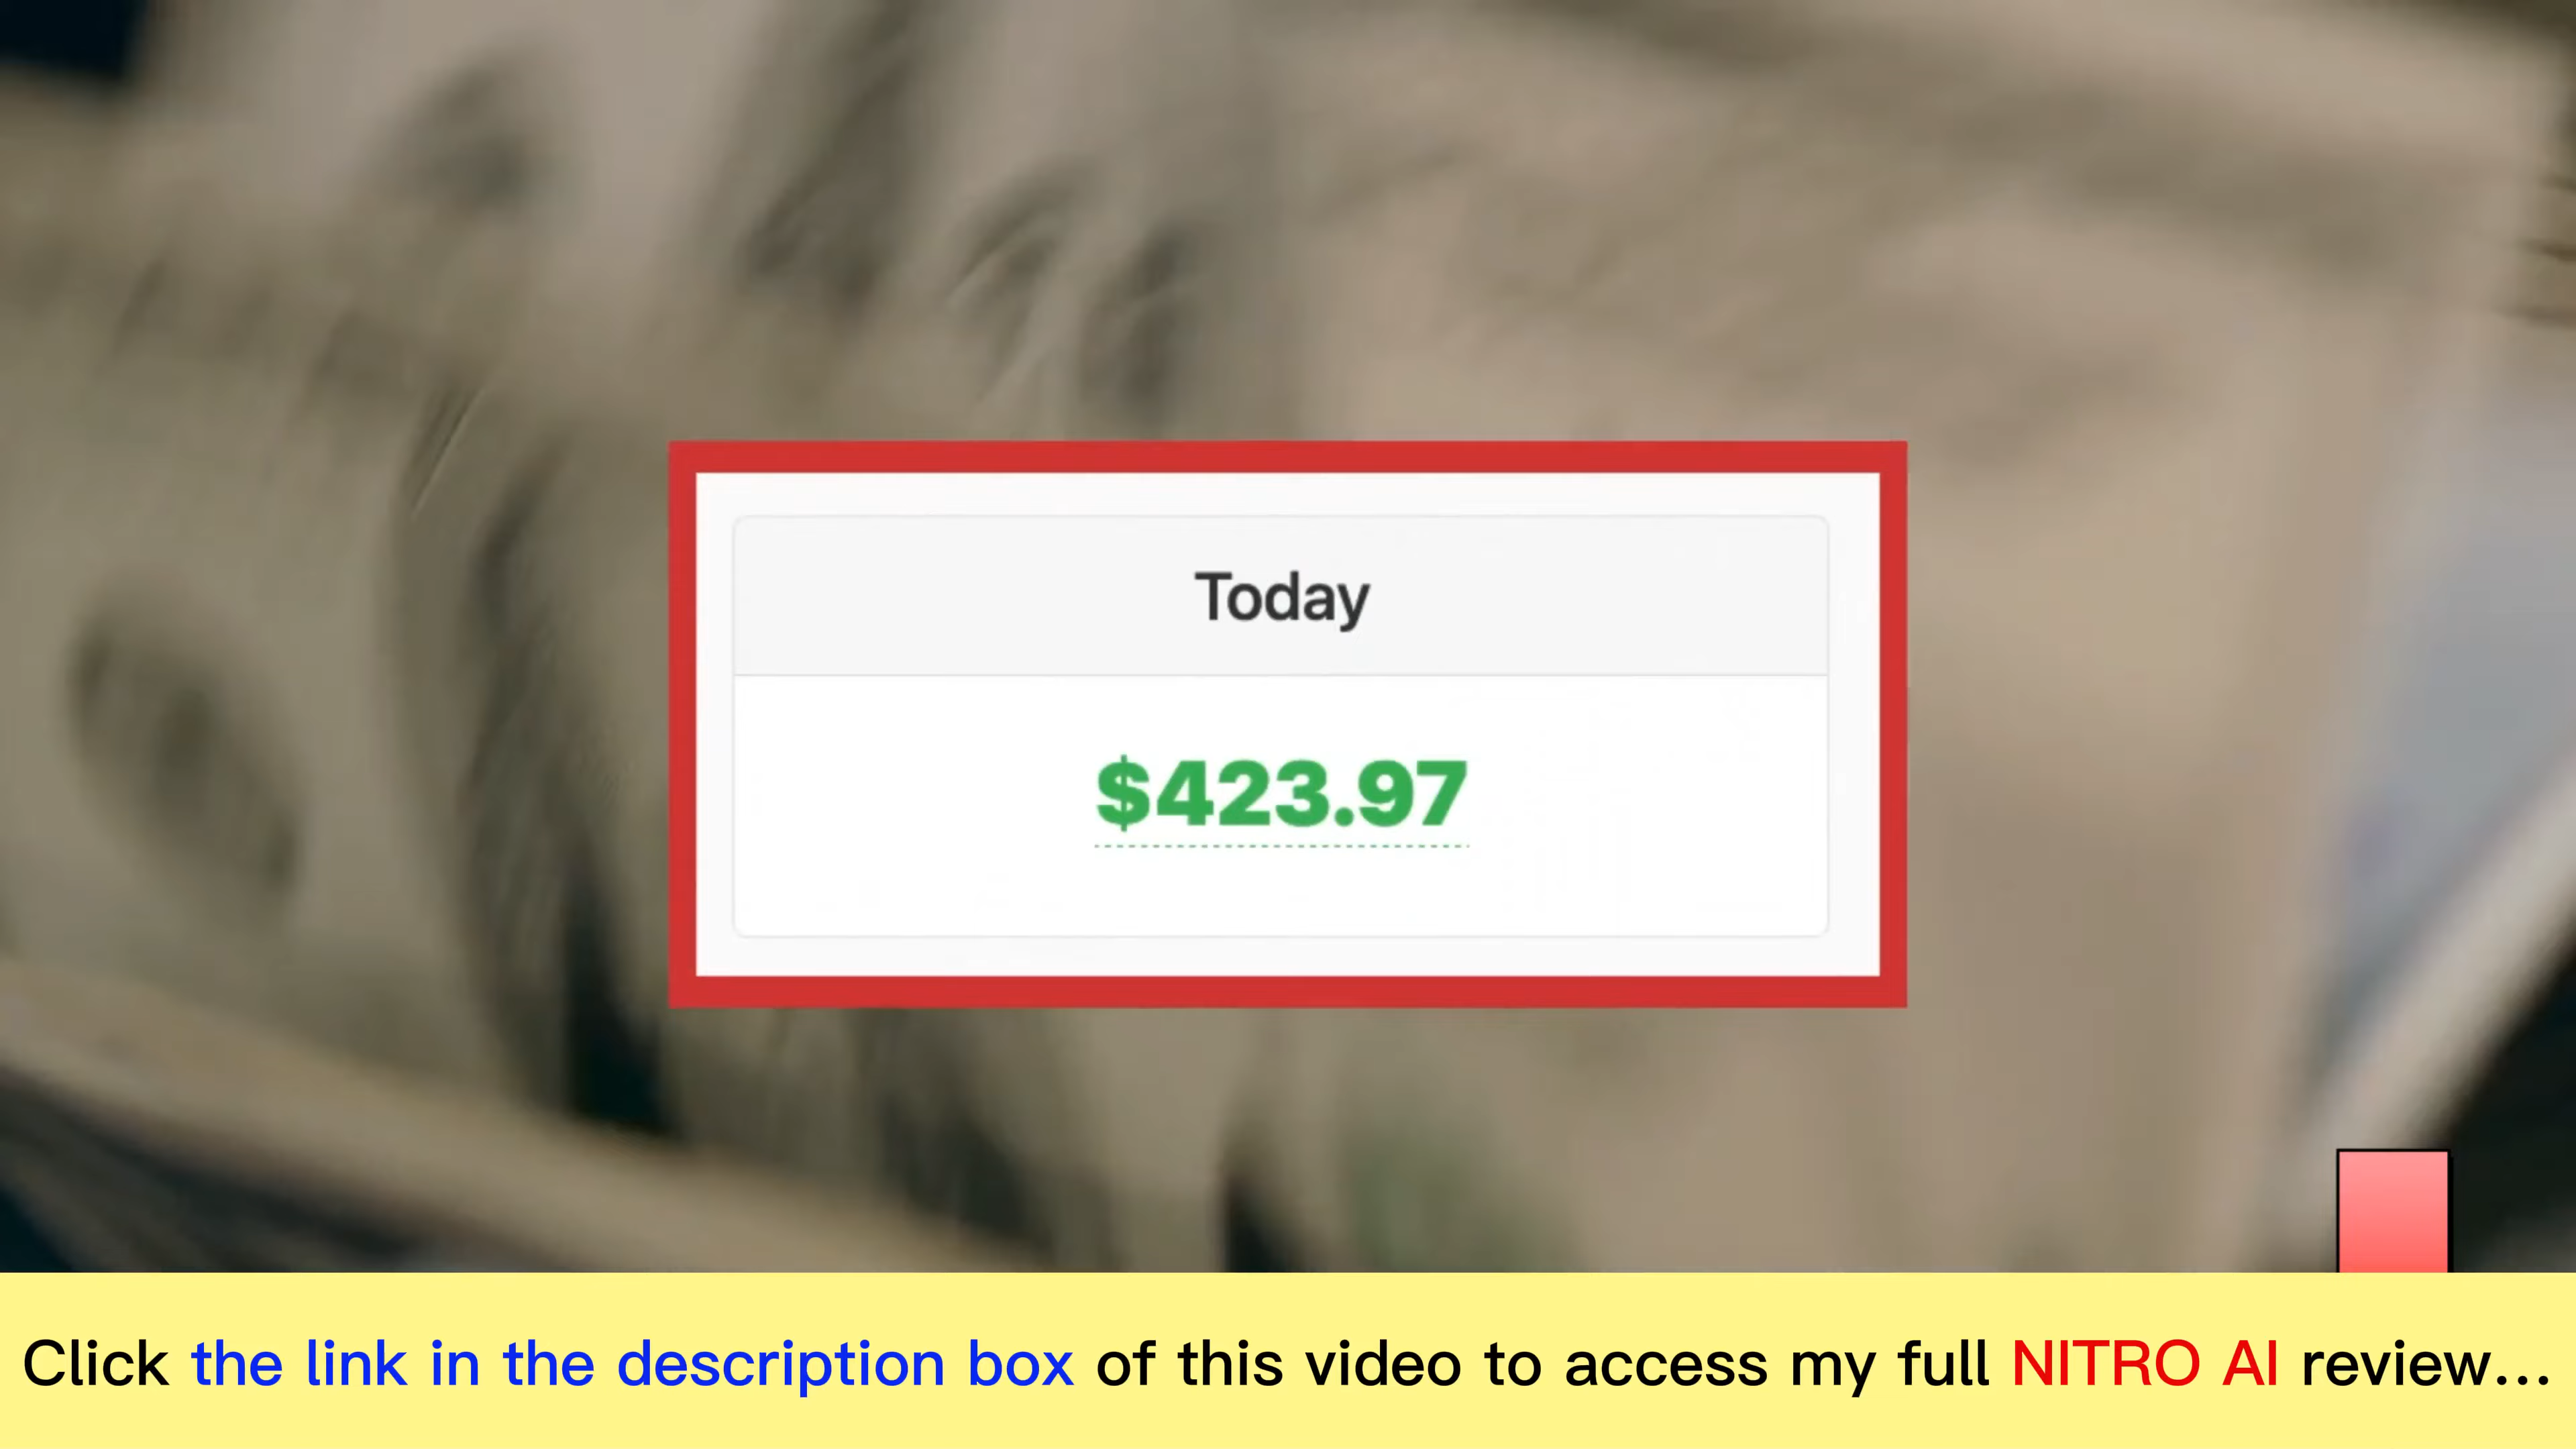 Today
$423.97
Click the link in the description box of this video to access my full NITRO AI review...